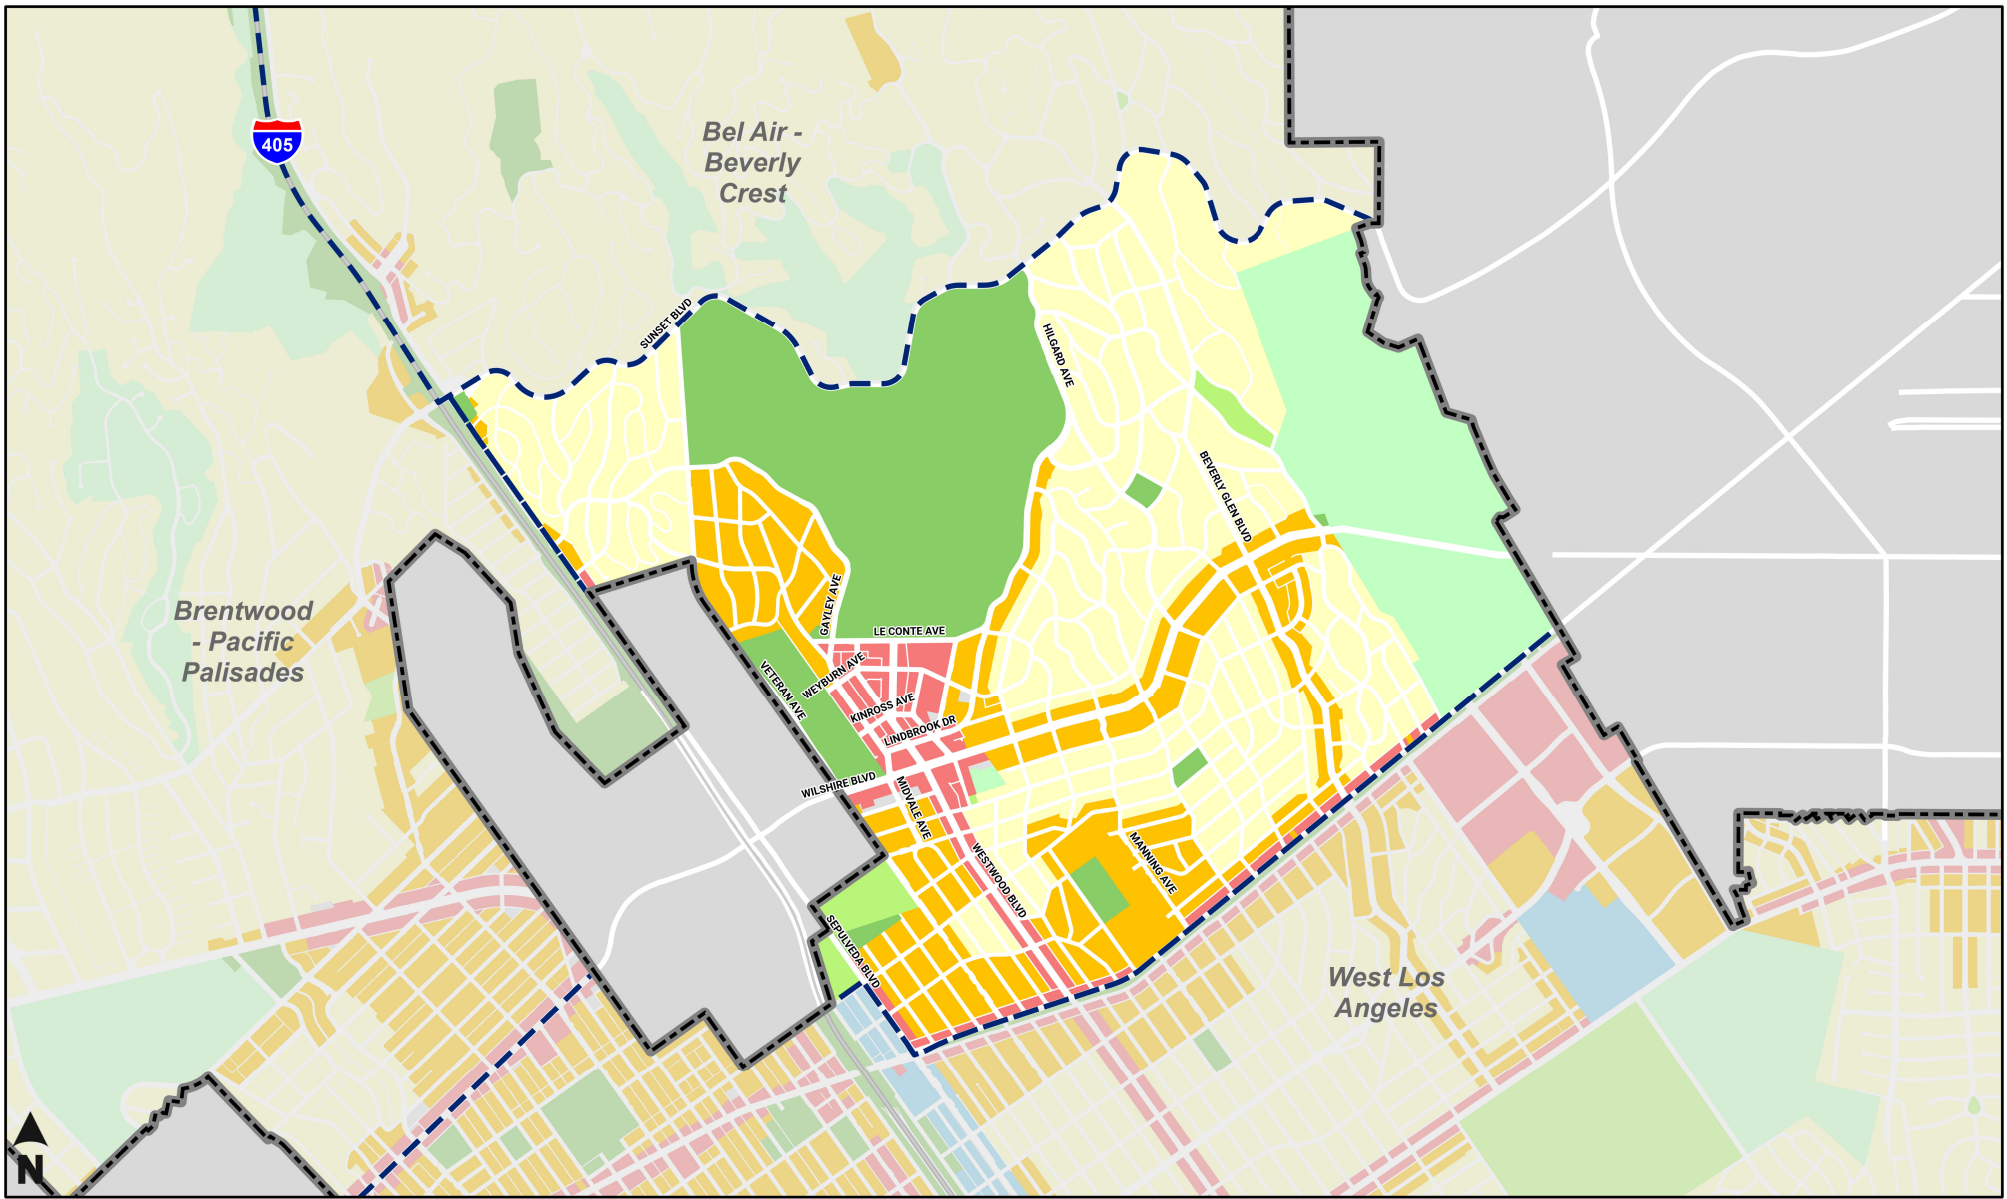 405
Bel Air -
Beverly
Crest
SUNSET BLVD
HILGARD AVE
BEVERLY GLEN BLVD
Brentwood
- Pacific
Palisades
GAYLEY AVE
LE CONTE AVE
VETERAN AVE
WEYBURN AVE
KINROSS AVE
LINDBROOK DR
WILSHIRE BLVD
MIDVALE AVE
MANNING AVE
WESTWOOD BLVD
SEPULVEDA BLVD
West Los
Angeles
N